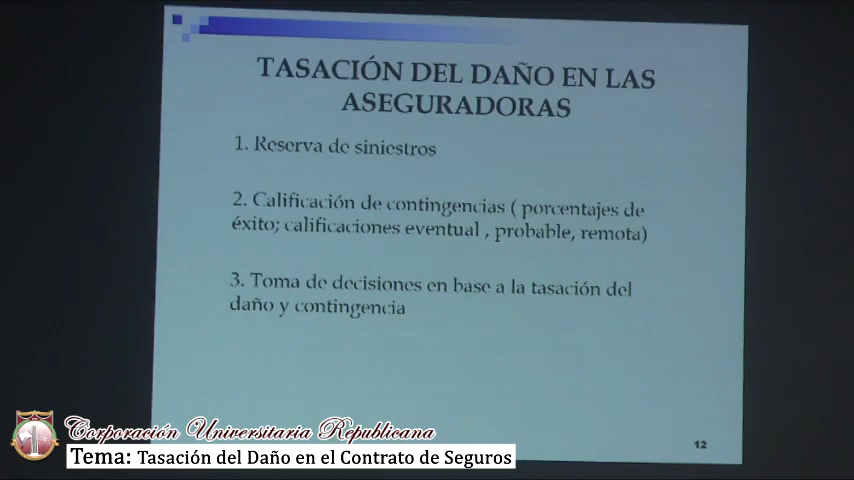 TASACIÓN DEL DAÑO EN LAS
ASEGURADORAS
1. Reserva de siniestros
2. Calificación de contingencias ( porcentajes de
éxito; calificaciones eventual , probable, remota)
3. Toma de decisiones en base a la tasación del
daño y contingencia
12
Corporación Universitaria Republicana
Tema: Tasación del Daño en el Contrato de Seguros